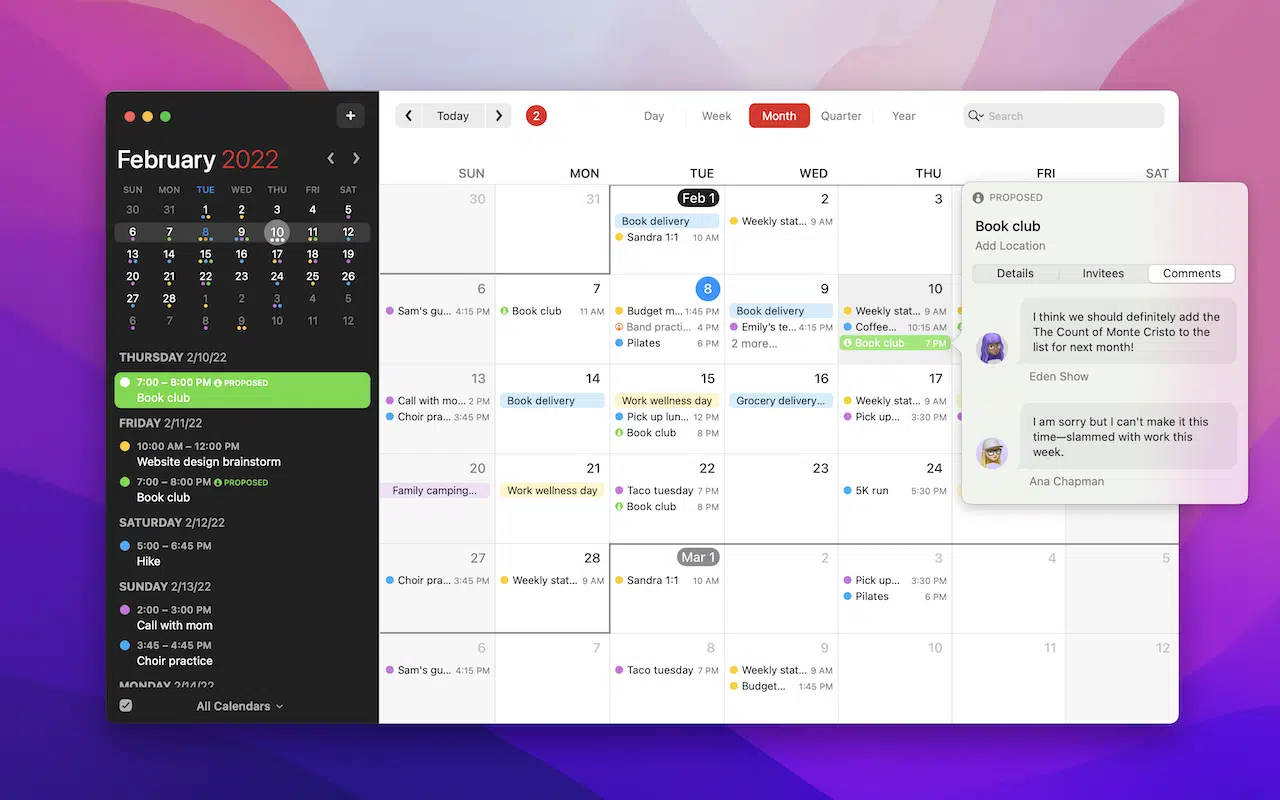 +
February 2022
SUN MON TUE WED THU FRI SAT
30 31 1 2 3 4 5
6 7 8 9 10 11 12
13 14 15 16 17 18 19
20 21 22 23 24 25 26
27 28 1 2 3 4 5
6 7 8 9 10 11 12
THURSDAY 2/10/22
7:00 – 8:00 PM PROPOSED
Book club
FRIDAY 2/11/22
10:00 AM – 12:00 PM
Website design brainstorm
7:00 – 8:00 PM PROPOSED
Book club
SATURDAY 2/12/22
5:00 – 6:45 PM
Hike
SUNDAY 2/13/22
2:00 – 3:00 PM
Call with mom
3:45 – 4:45 PM
Choir practice
MONDAY 2/14/22
All Calendars
Today 2 Day Week Month Quarter Year Search
SUN MON TUE WED THU FRI SAT
30 31 Feb 1 2 3
Book delivery Weekly stat... 9 AM
Sandra 1:1 10 AM
6 7 8 9 10
Sam's gu... 4:15 PM Book club 11 AM Budget m... 1:45 PM Book delivery Weekly sta... 9 AM
Band practi... 4 PM Emily's te... 4:15 PM Coffee... 10:15 AM
Pilates 6 PM 2 more... Book club 7 PM
13 14 15 16 17
Call with mo... 2 PM Book delivery Work wellness day Grocery delivery... Weekly sta... 9 AM
Choir pra... 3:45 PM Pick up lun... 12 PM Pick up... 3:30 PM
Book club 8 PM
20 21 22 23 24
Family camping... Work wellness day Taco tuesday 7 PM 5K run 5:30 PM
Book club 8 PM
27 28 Mar 1 2 3 4 5
Choir pra... 3:45 PM Weekly stat... 9 AM Sandra 1:1 10 AM Pick up... 3:30 PM
Pilates 6 PM
6 7 8 9 10 11 12
Sam's gu... 4:15 PM Taco tuesday 7 PM Weekly stat... 9 AM
Budget... 1:45 PM
PROPOSED
Book club
Add Location
Details Invitees Comments
I think we should definitely add the
The Count of Monte Cristo to the
list for next month!
Eden Show
I am sorry but I can't make it this
time—slammed with work this
week.
Ana Chapman